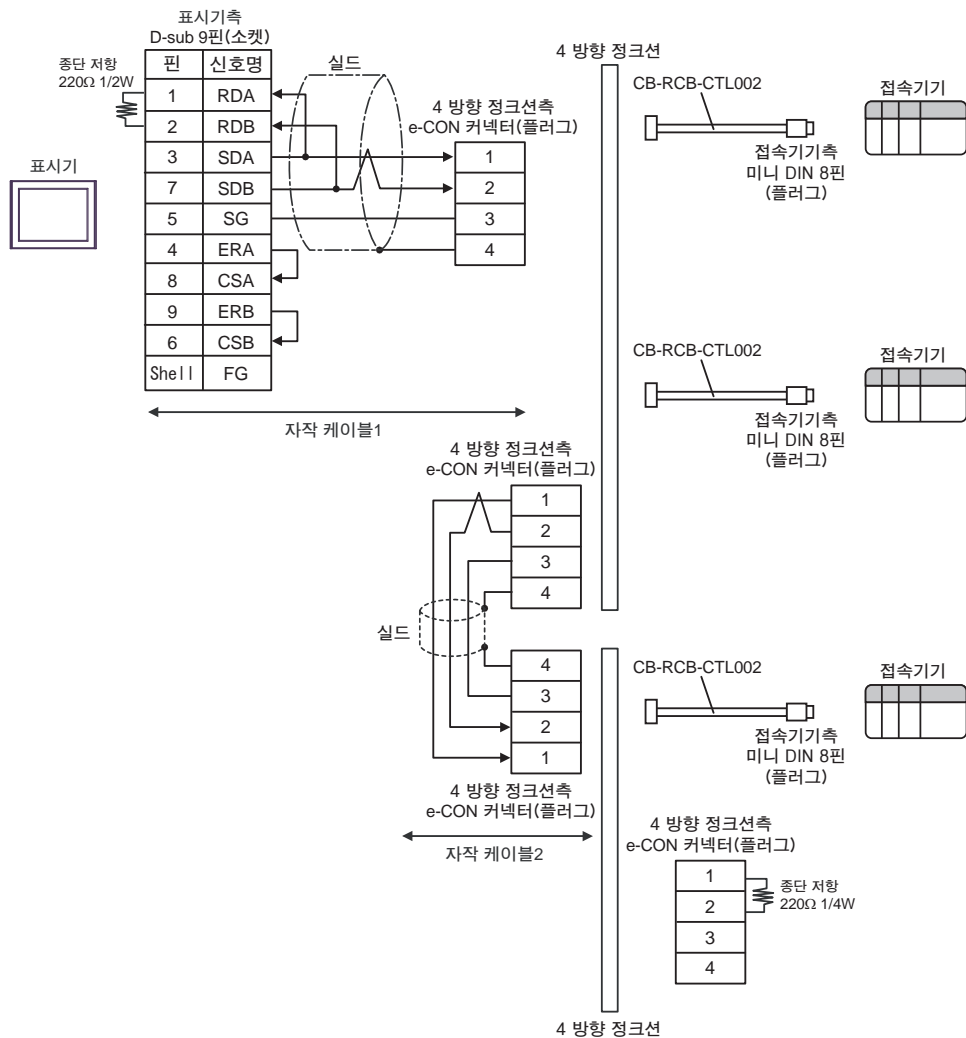 표시기측
D-sub 9핀(소켓)
종단 저항
220Ω 1/2W
핀 신호명
1 RDA
2 RDB
3 SDA
7 SDB
5 SG
4 ERA
8 CSA
9 ERB
6 CSB
Shell FG
표시기
실드
4 방향 정크션측
e-CON 커넥터(플러그)
1
2
3
4
자작 케이블1
4 방향 정크션
CB-RCB-CTL002
접속기기
접속기기측
미니 DIN 8핀
(플러그)
CB-RCB-CTL002
접속기기
접속기기측
미니 DIN 8핀
(플러그)
4 방향 정크션측
e-CON 커넥터(플러그)
1
2
3
4
실드
4
3
2
1
4 방향 정크션측
e-CON 커넥터(플러그)
자작 케이블2
CB-RCB-CTL002
접속기기
접속기기측
미니 DIN 8핀
(플러그)
4 방향 정크션측
e-CON 커넥터(플러그)
1
2
3
4
종단 저항
220Ω 1/4W
4 방향 정크션